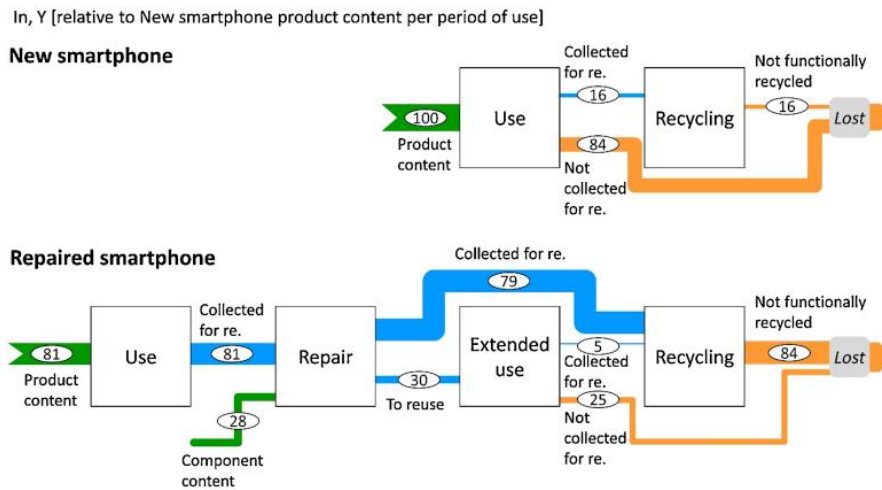 In, Y [relative to New smartphone product content per period of use]
New smartphone
Collected
for re.
Not functionally
recycled
16
16
100
Use
Recycling
Lost
Product
content
84
Not
collected
for re.
Repaired smartphone
Collected for re.
79
Collected
for re.
Not functionally
recycled
81
Use
81
Repair
Extended
use
5
Recycling
84
Lost
Product
content
30
To reuse
Collected
for re.
25
28
Not
collected
for re.
Component
content